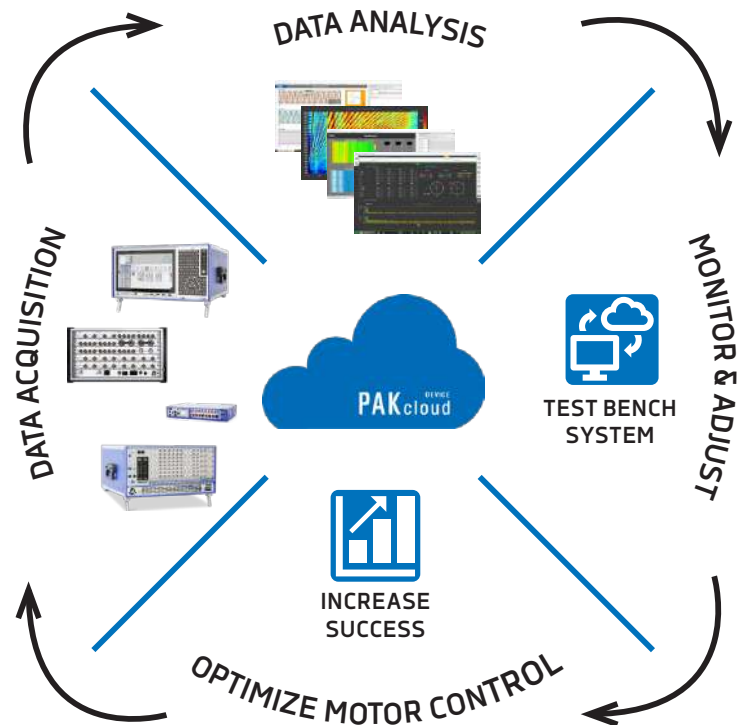 DATA ANALYSIS
DATA ACQUISITION
MONITOR & ADJUST
DEVICE
PAKcloud
TEST BENCH
SYSTEM
INCREASE
SUCCESS
OPTIMIZE MOTOR CONTROL